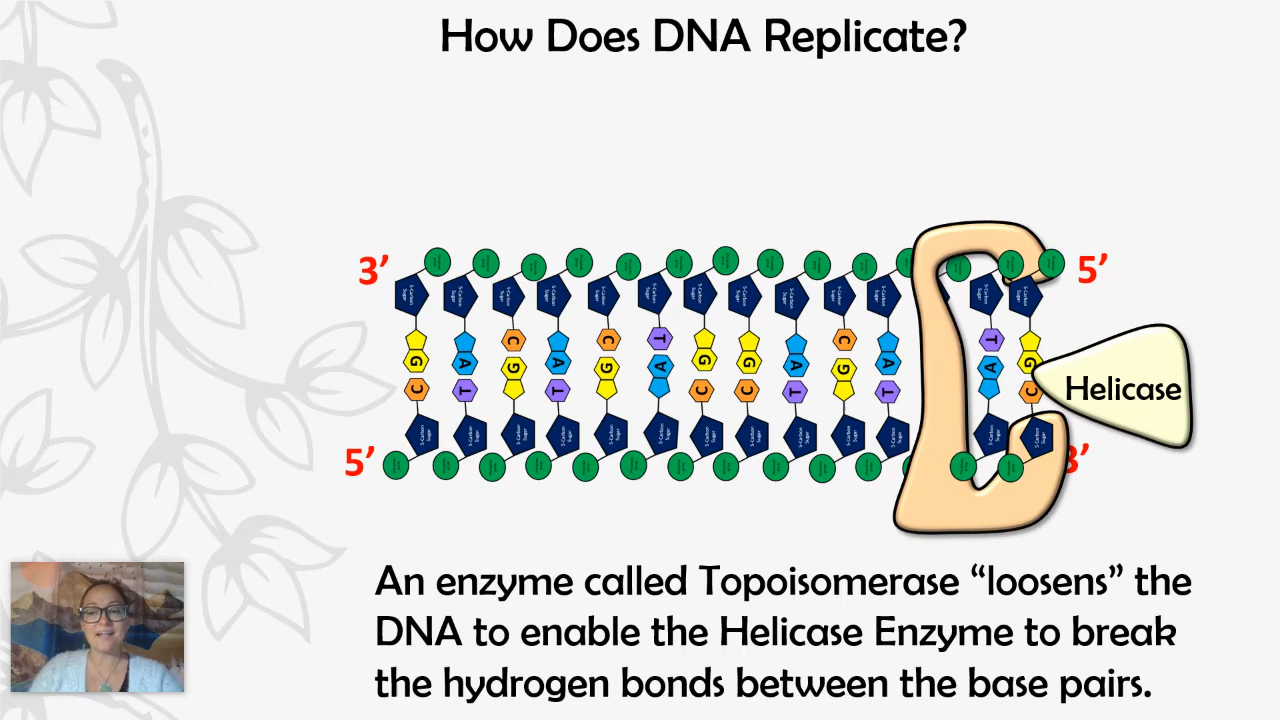 How Does DNA Replicate?
3’ 5’
G A C A C T G G A C A T G
C T G T G A C C T G T A C
Helicase
5’ 3’
An enzyme called Topoisomerase “loosens” the
DNA to enable the Helicase Enzyme to break
the hydrogen bonds between the base pairs.